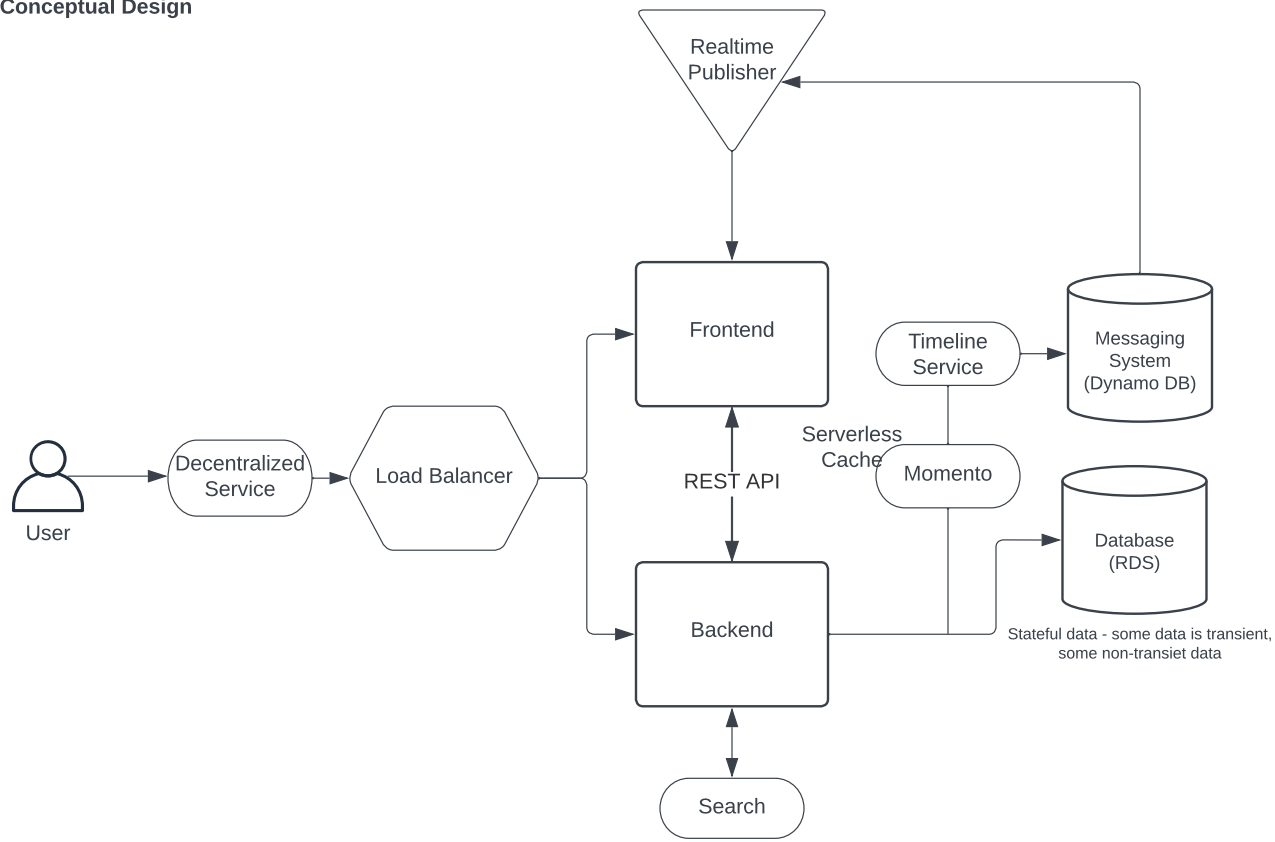 Conceptual Design
Realtime
Publisher
Frontend
Timeline
Service
Messaging
System
(Dynamo DB)
Serverless
Cache
Momento
Decentralized
Service
Load Balancer
REST API
User
Database
(RDS)
Backend
Stateful data - some data is transient,
some non-transiet data
Search